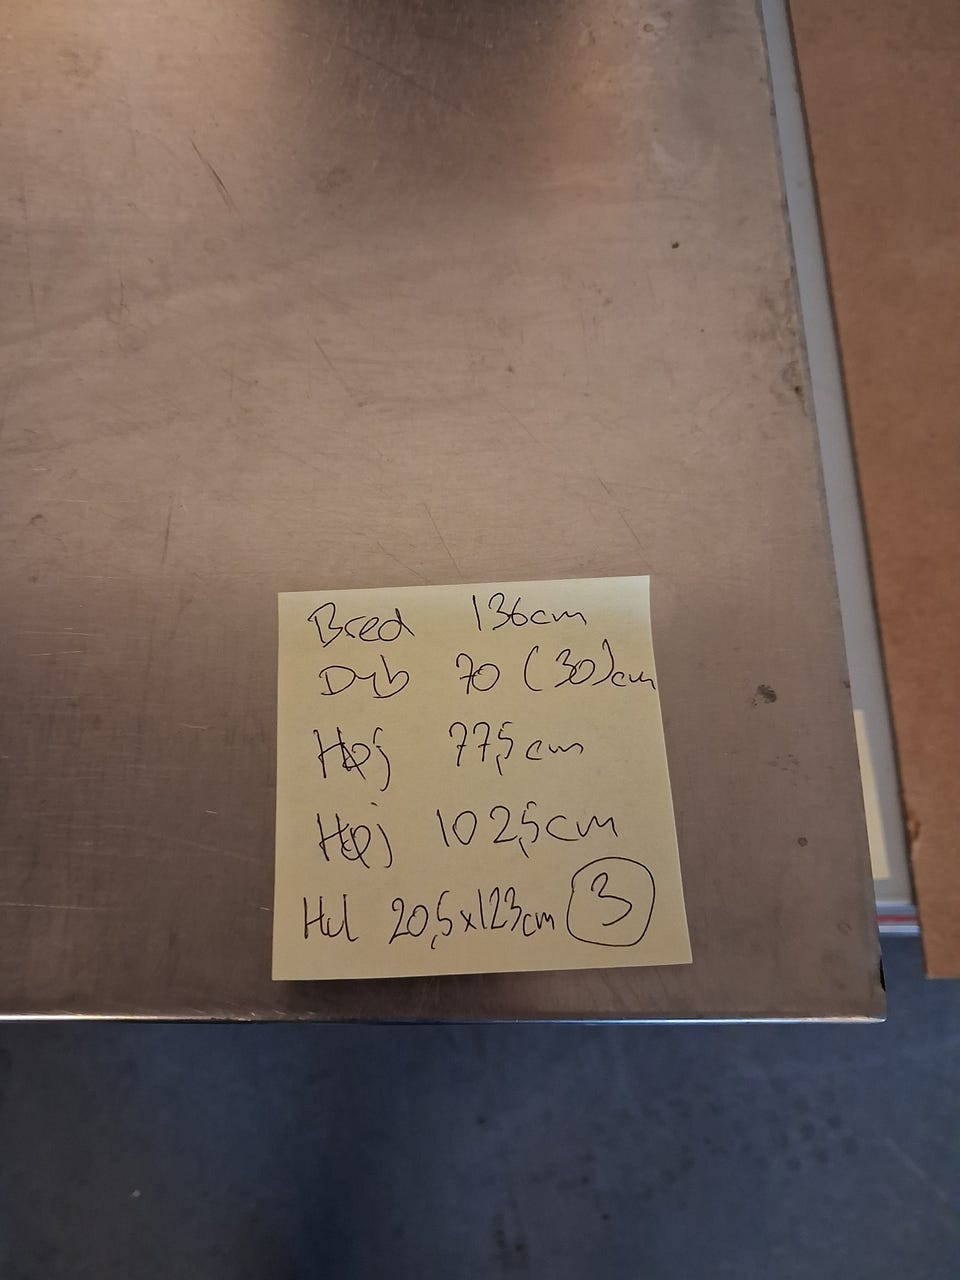 Bred 136cm
Dyb 70 (30)cm
Høj 77,5cm
Høj 102,5cm
Hul 20,5x123cm 3